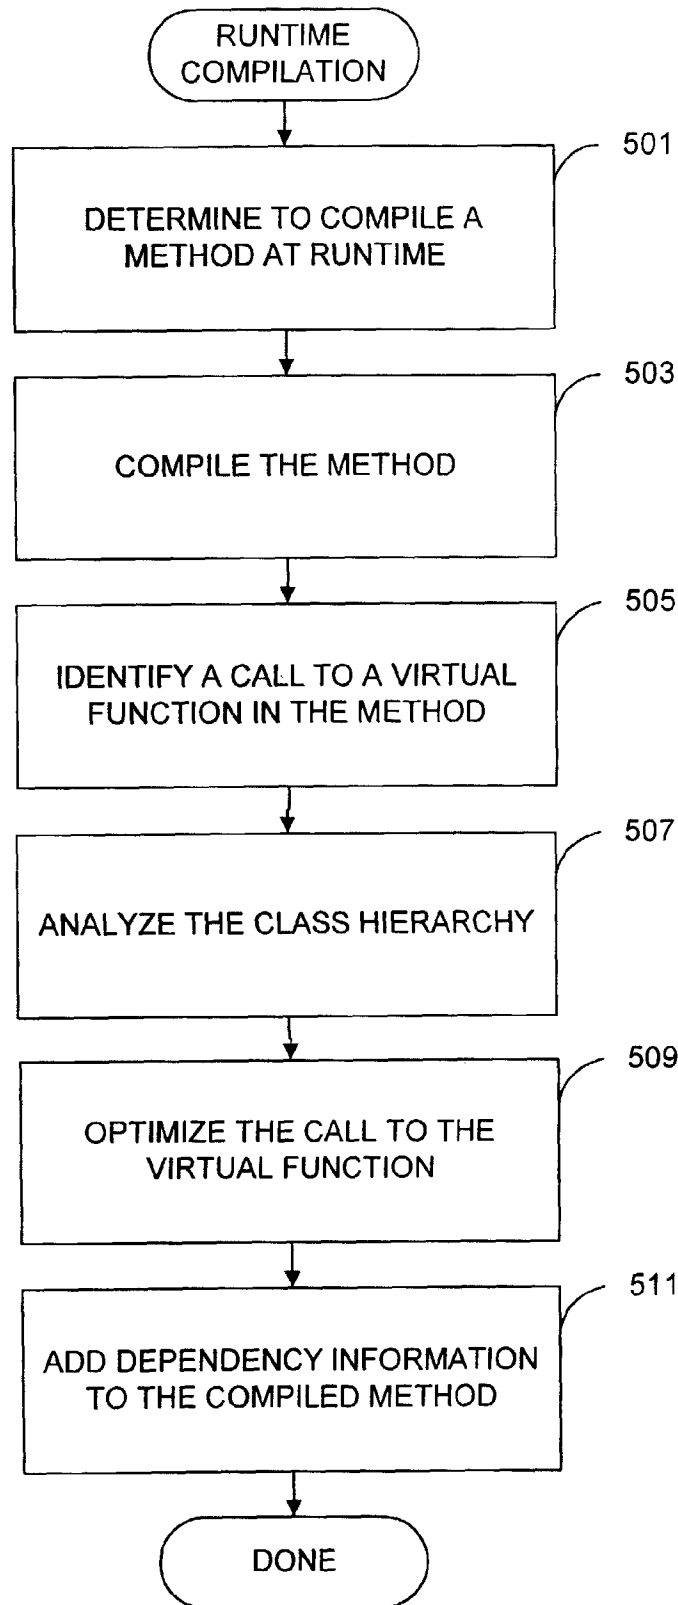 RUNTIME
COMPILATION
501
DETERMINE TO COMPILE A
METHOD AT RUNTIME
503
COMPILE THE METHOD
505
IDENTIFY A CALL TO A VIRTUAL
FUNCTION IN THE METHOD
507
ANALYZE THE CLASS HIERARCHY
509
OPTIMIZE THE CALL TO THE
VIRTUAL FUNCTION
511
ADD DEPENDENCY INFORMATION
TO THE COMPILED METHOD
DONE